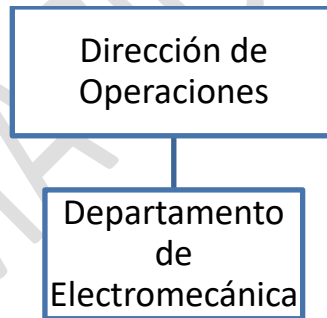 Dirección de
Operaciones
Departamento
de
Electromecánica